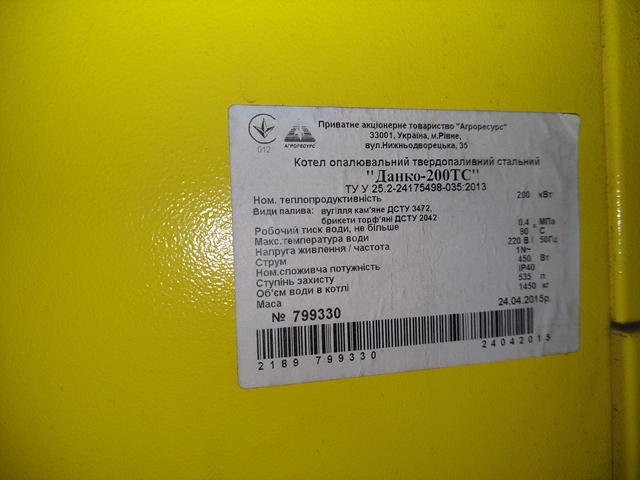 Приватне акціонерне товариство "Агроресурс"
33001, Україна, м.Рівне,
вул.Нижньодворецька, 35
012
АГРОРЕСУРС
Котел опалювальний твердопаливний стальний
"Данко-200ТС"
ТУ У 25.2-24175498-035:2013
Ном. теплопродуктивність 200 кВт
Види палива: вугілля кам'яне ДСТУ 3472,
брикети торф'яні ДСТУ 2042
Робочий тиск води, не більше 0.4 МПа
Макс.температура води 90 °С
Напруга живлення / частота 220 В | 50Гц
Струм 1N~
Ном.споживча потужність 450 Вт
Ступінь захисту IP40
Об'єм води в котлі 535 л
Маса 1450 кг
24.04.2015р.
№ 799330
2189 799330 24042015